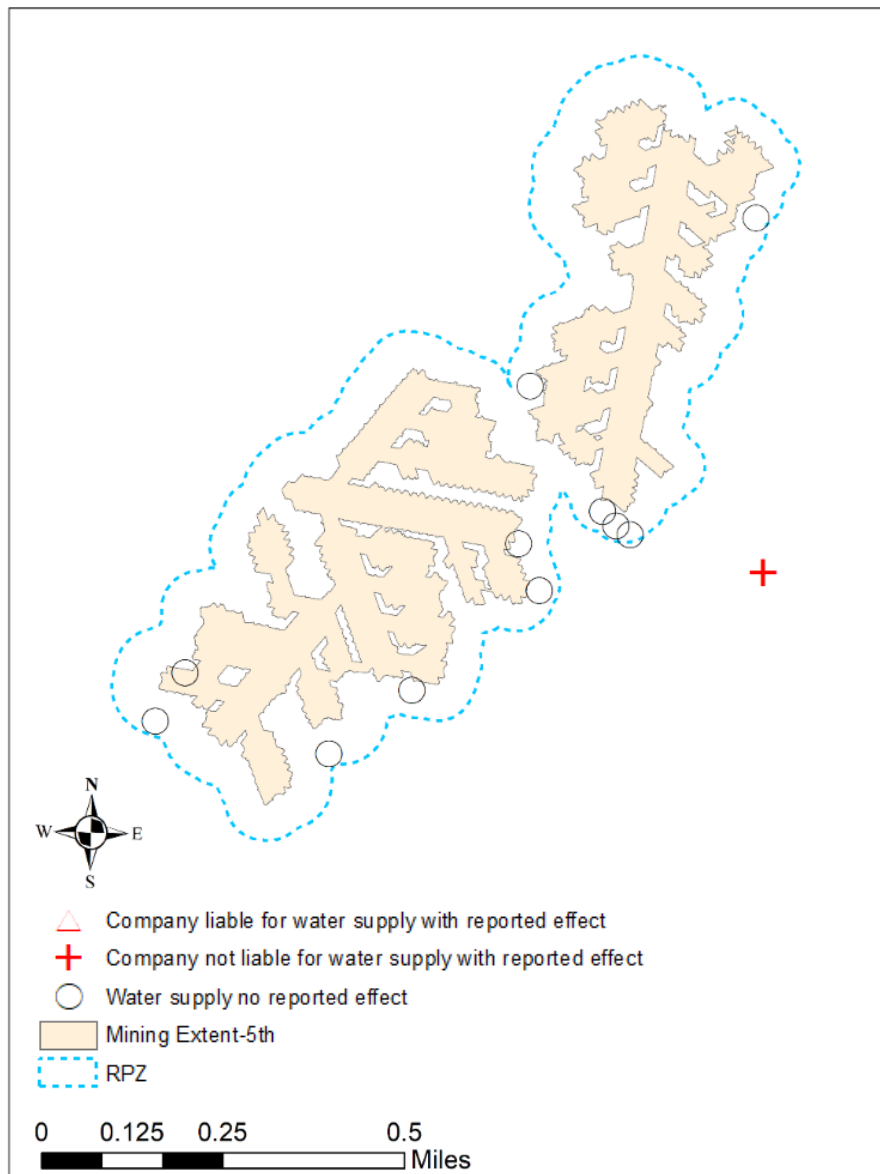 N
W E
S
Company liable for water supply with reported effect
Company not liable for water supply with reported effect
Water supply no reported effect
Mining Extent-5th
RPZ
0 0.125 0.25 0.5
Miles